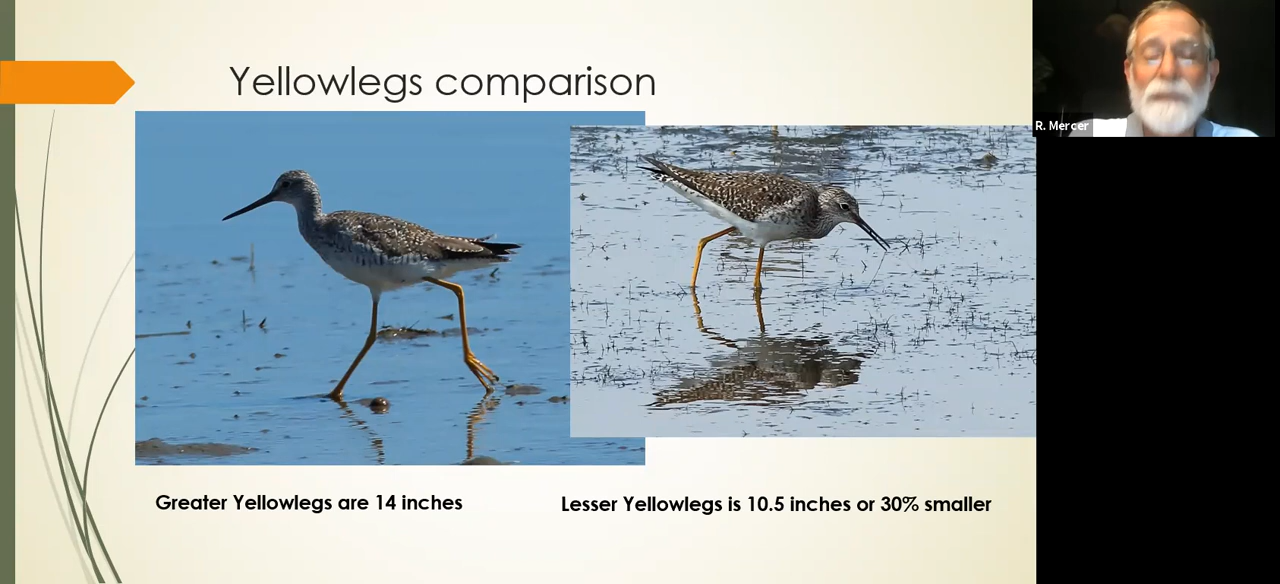 Yellowlegs comparison
R. Mercer
Greater Yellowlegs are 14 inches
Lesser Yellowlegs is 10.5 inches or 30% smaller